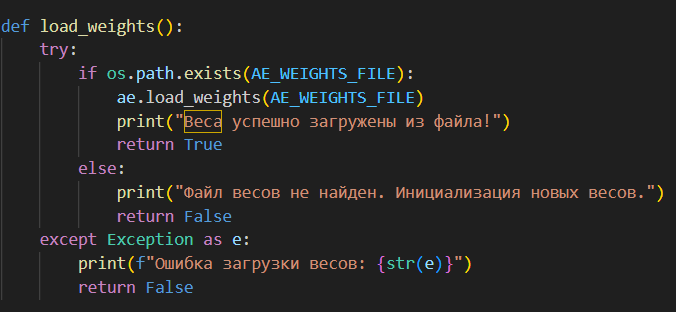 def load_weights():
    try:
        if os.path.exists(AE_WEIGHTS_FILE):
            ae.load_weights(AE_WEIGHTS_FILE)
            print("Веса успешно загружены из файла!")
            return True
        else:
            print("Файл весов не найден. Инициализация новых весов.")
            return False
    except Exception as e:
        print(f"Ошибка загрузки весов: {str(e)}")
        return False